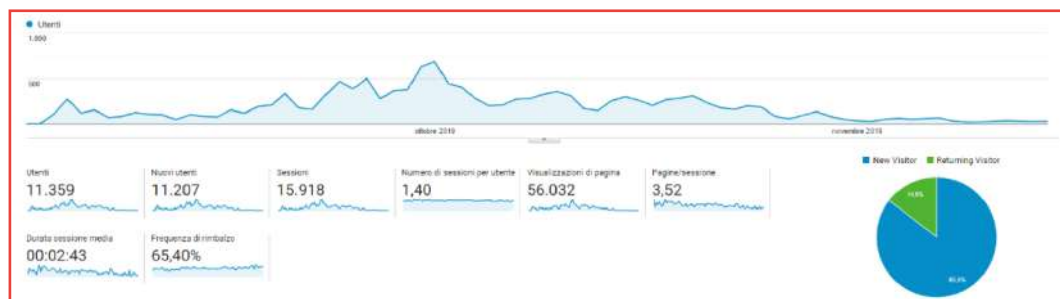 Utenti
1.000
500
ottobre 2019
novembre 2019
New Visitor Returning Visitor
Utenti
11.359
Nuovi utenti
11.207
Sessioni
15.918
Numero di sessioni per utente
1,40
Visualizzazioni di pagina
56.032
Pagine/sessione
3,52
Durata sessione media
00:02:43
Frequenza di rimbalzo
65,40%